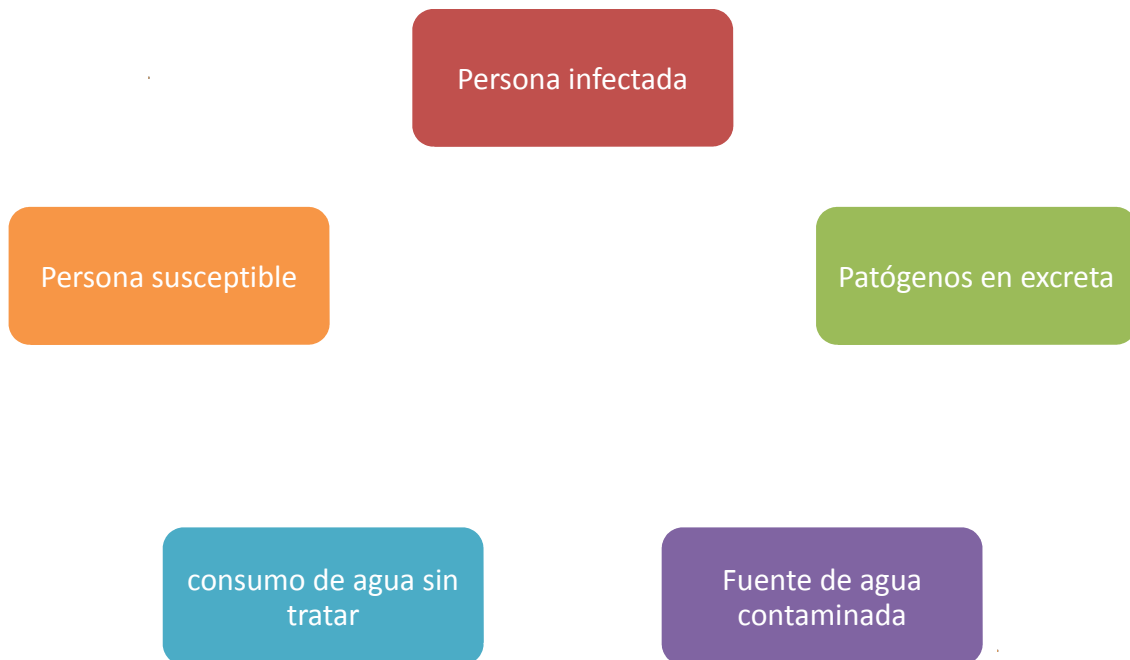 Persona infectada
Persona susceptible
Patógenos en excreta
consumo de agua sin
tratar
Fuente de agua
contaminada